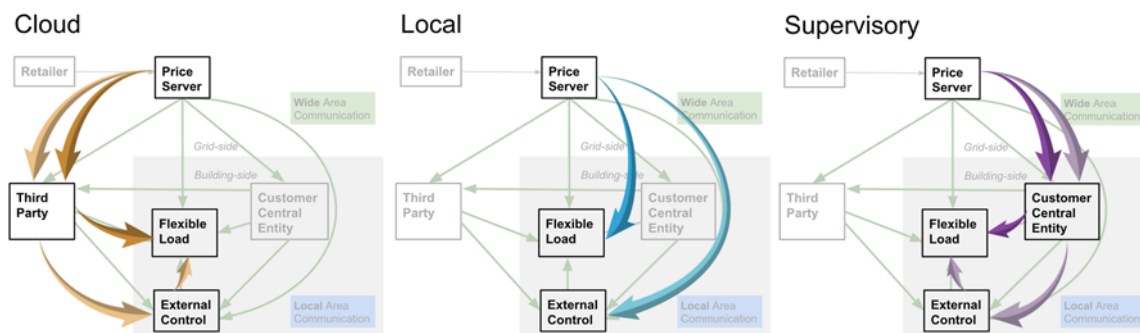 Cloud
Retailer
Price
Server
Wide Area
Communication
Grid-side
Building-side
Third
Party
Flexible
Load
Customer
Central
Entity
External
Control
Local Area
Communication
Local
Retailer
Price
Server
Wide Area
Communication
Grid-side
Building-side
Third
Party
Flexible
Load
Customer
Central
Entity
External
Control
Local Area
Communication
Supervisory
Retailer
Price
Server
Wide Area
Communication
Grid-side
Building-side
Third
Party
Flexible
Load
Customer
Central
Entity
External
Control
Local Area
Communication